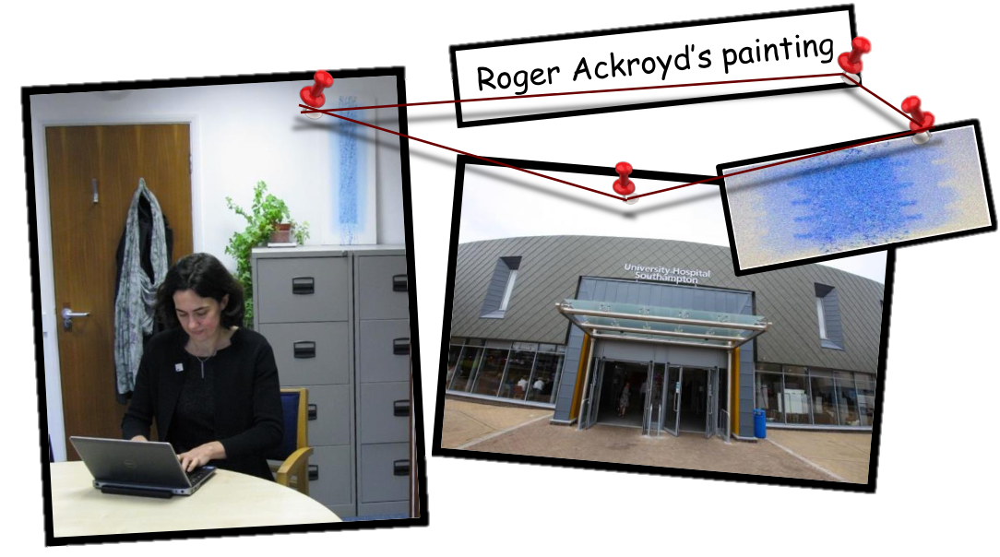 Roger Ackroyd's painting
University Hospital
Southampton